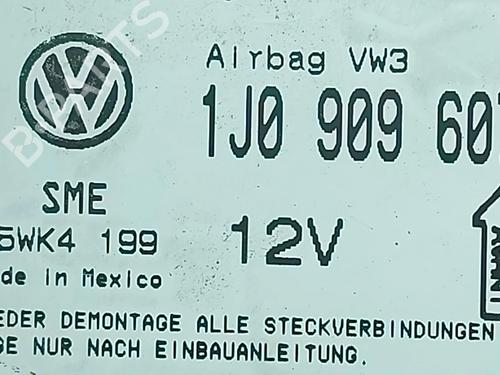 Airbag VW3
1J0 909 60
SME
5WK4 199
12V
de in Mexico
EDER DEMONTAGE ALLE STECKVERBINDUNGEN
GE NUR NACH EINBAUANLEITUNG.